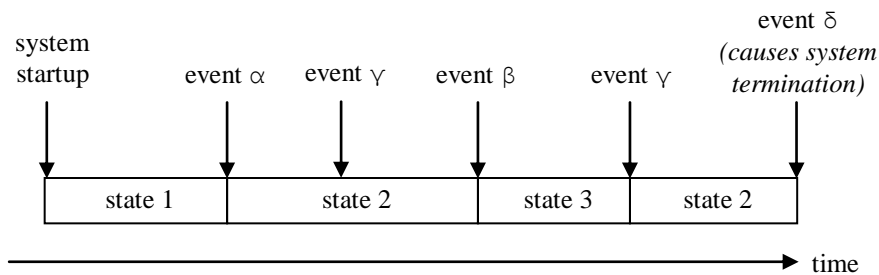 system
startup
event α
event γ
event β
event γ
event δ
(causes system
termination)
state 1
state 2
state 3
state 2
time